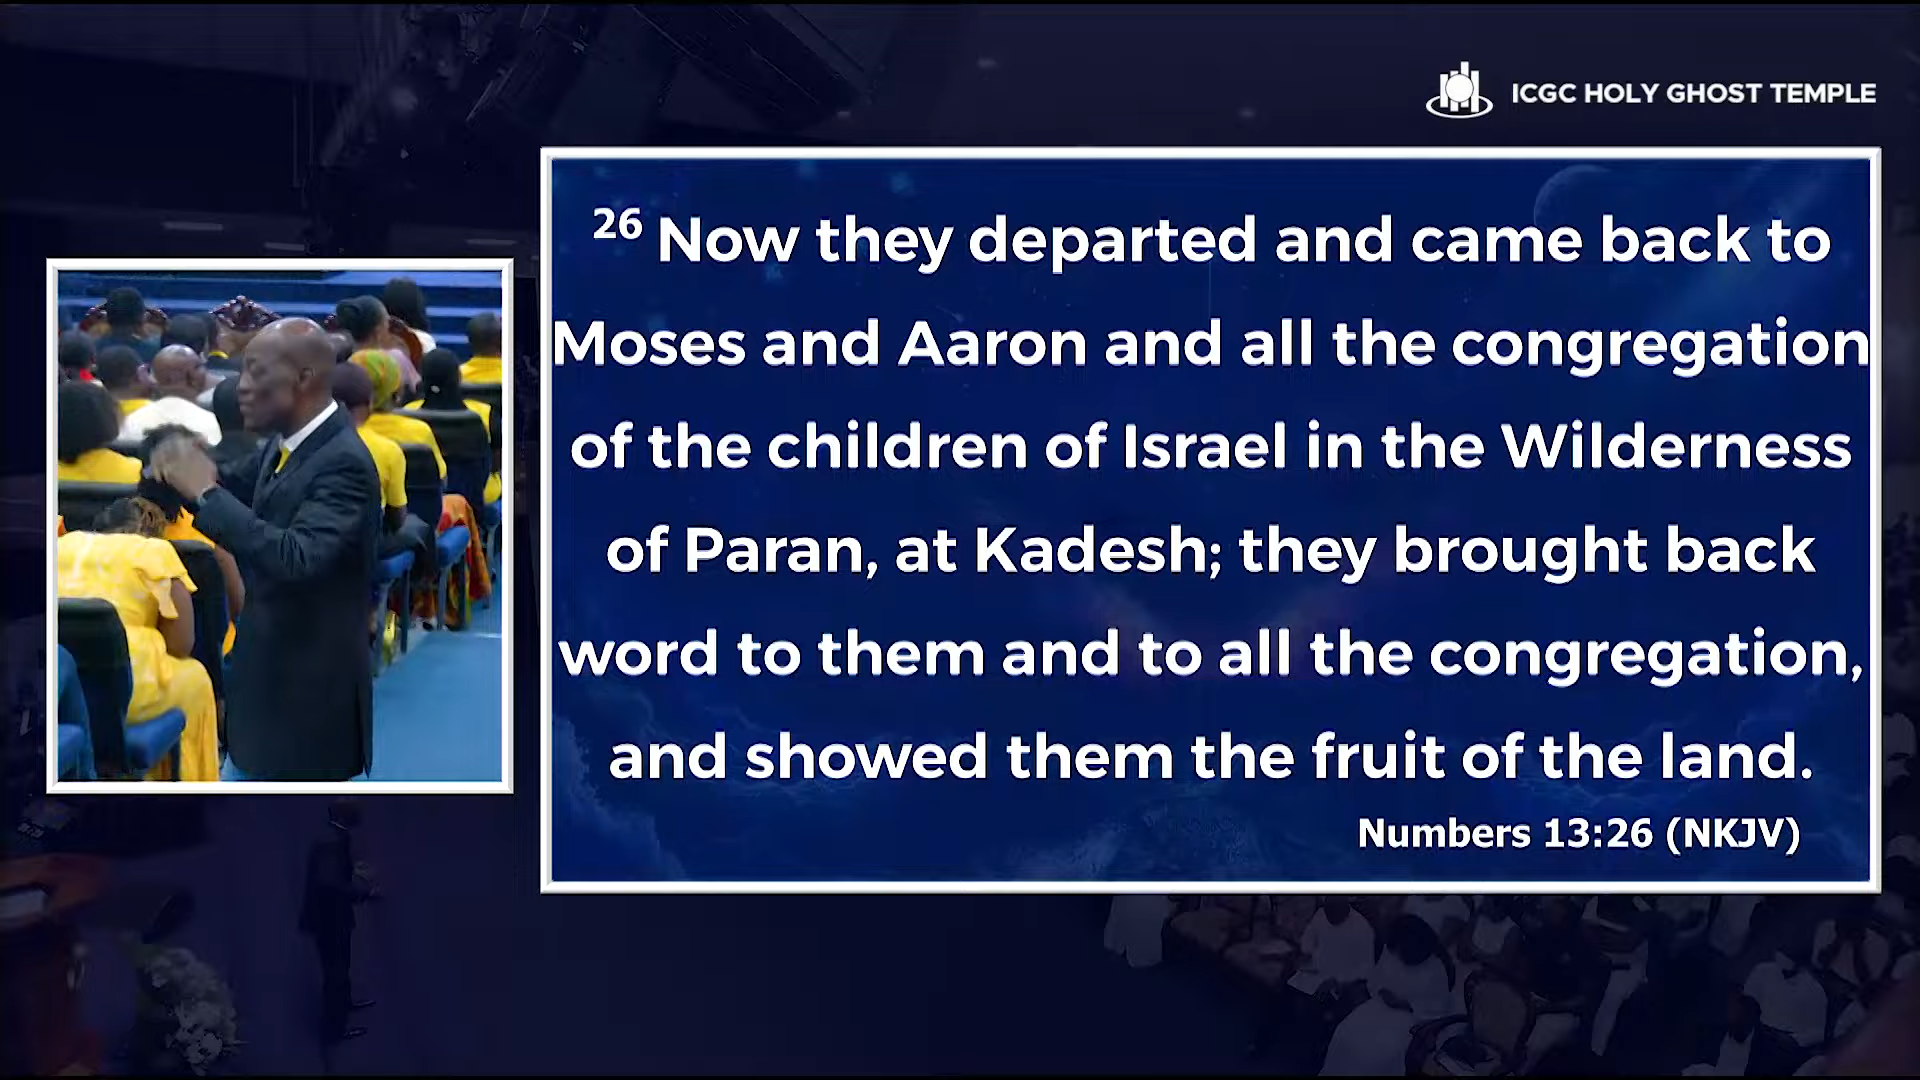 ICGC HOLY GHOST TEMPLE
26 Now they departed and came back to
Moses and Aaron and all the congregation
of the children of Israel in the Wilderness
of Paran, at Kadesh; they brought back
word to them and to all the congregation,
and showed them the fruit of the land.
Numbers 13:26 (NKJV)